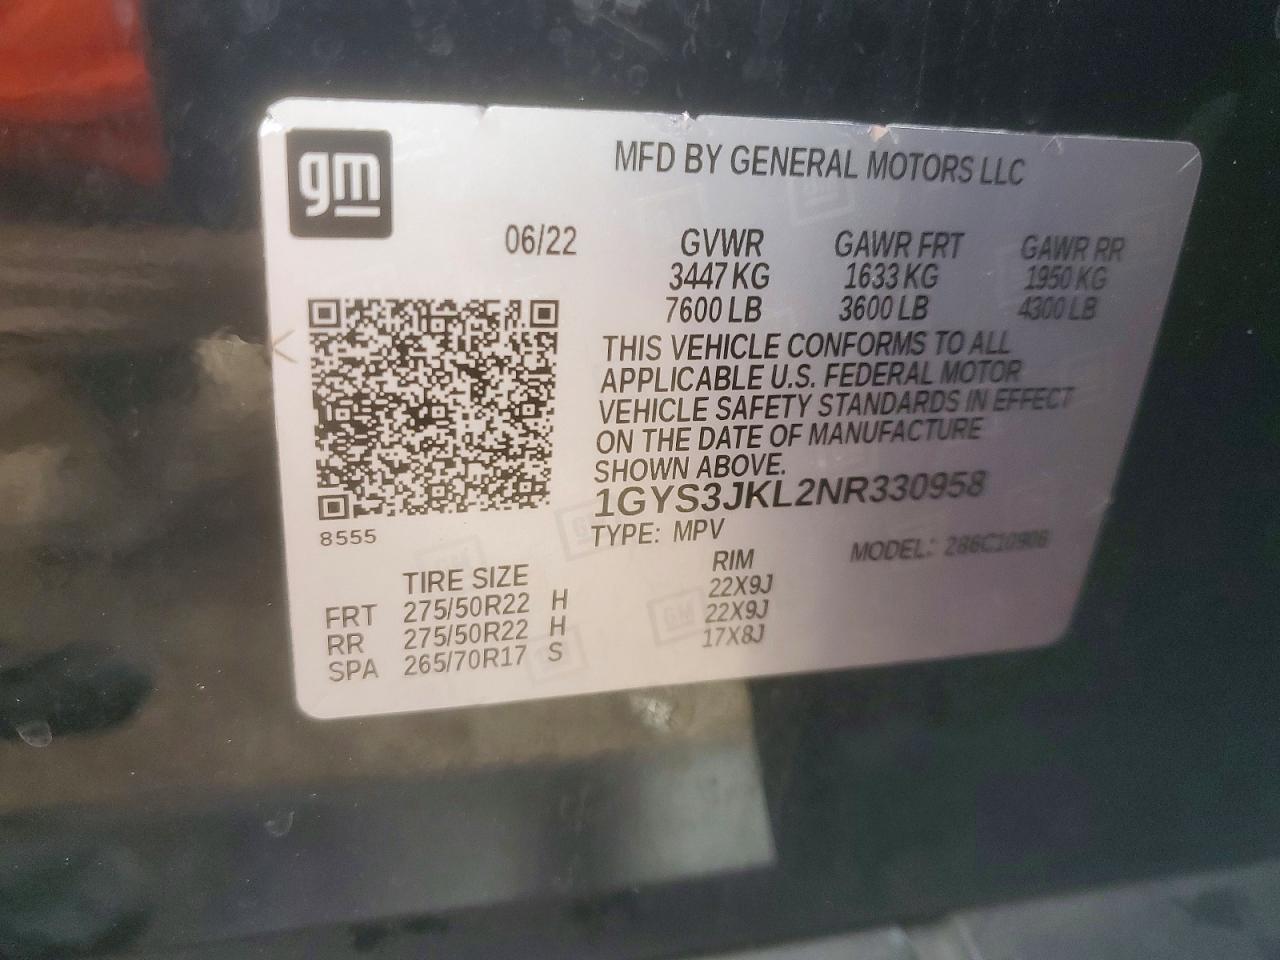 gm
MFD BY GENERAL MOTORS LLC
06/22
GVWR GAWR FRT GAWR RR
3447 KG 1633 KG 1950 KG
7600 LB 3600 LB 4300 LB
THIS VEHICLE CONFORMS TO ALL
APPLICABLE U.S. FEDERAL MOTOR
VEHICLE SAFETY STANDARDS IN EFFECT
ON THE DATE OF MANUFACTURE
SHOWN ABOVE.
1GYS3JKL2NR330958
TYPE: MPV MODEL:
8555
TIRE SIZE RIM
FRT 275/50R22 H 22X9J
RR 275/50R22 H 22X9J
SPA 265/70R17 S 17X8J